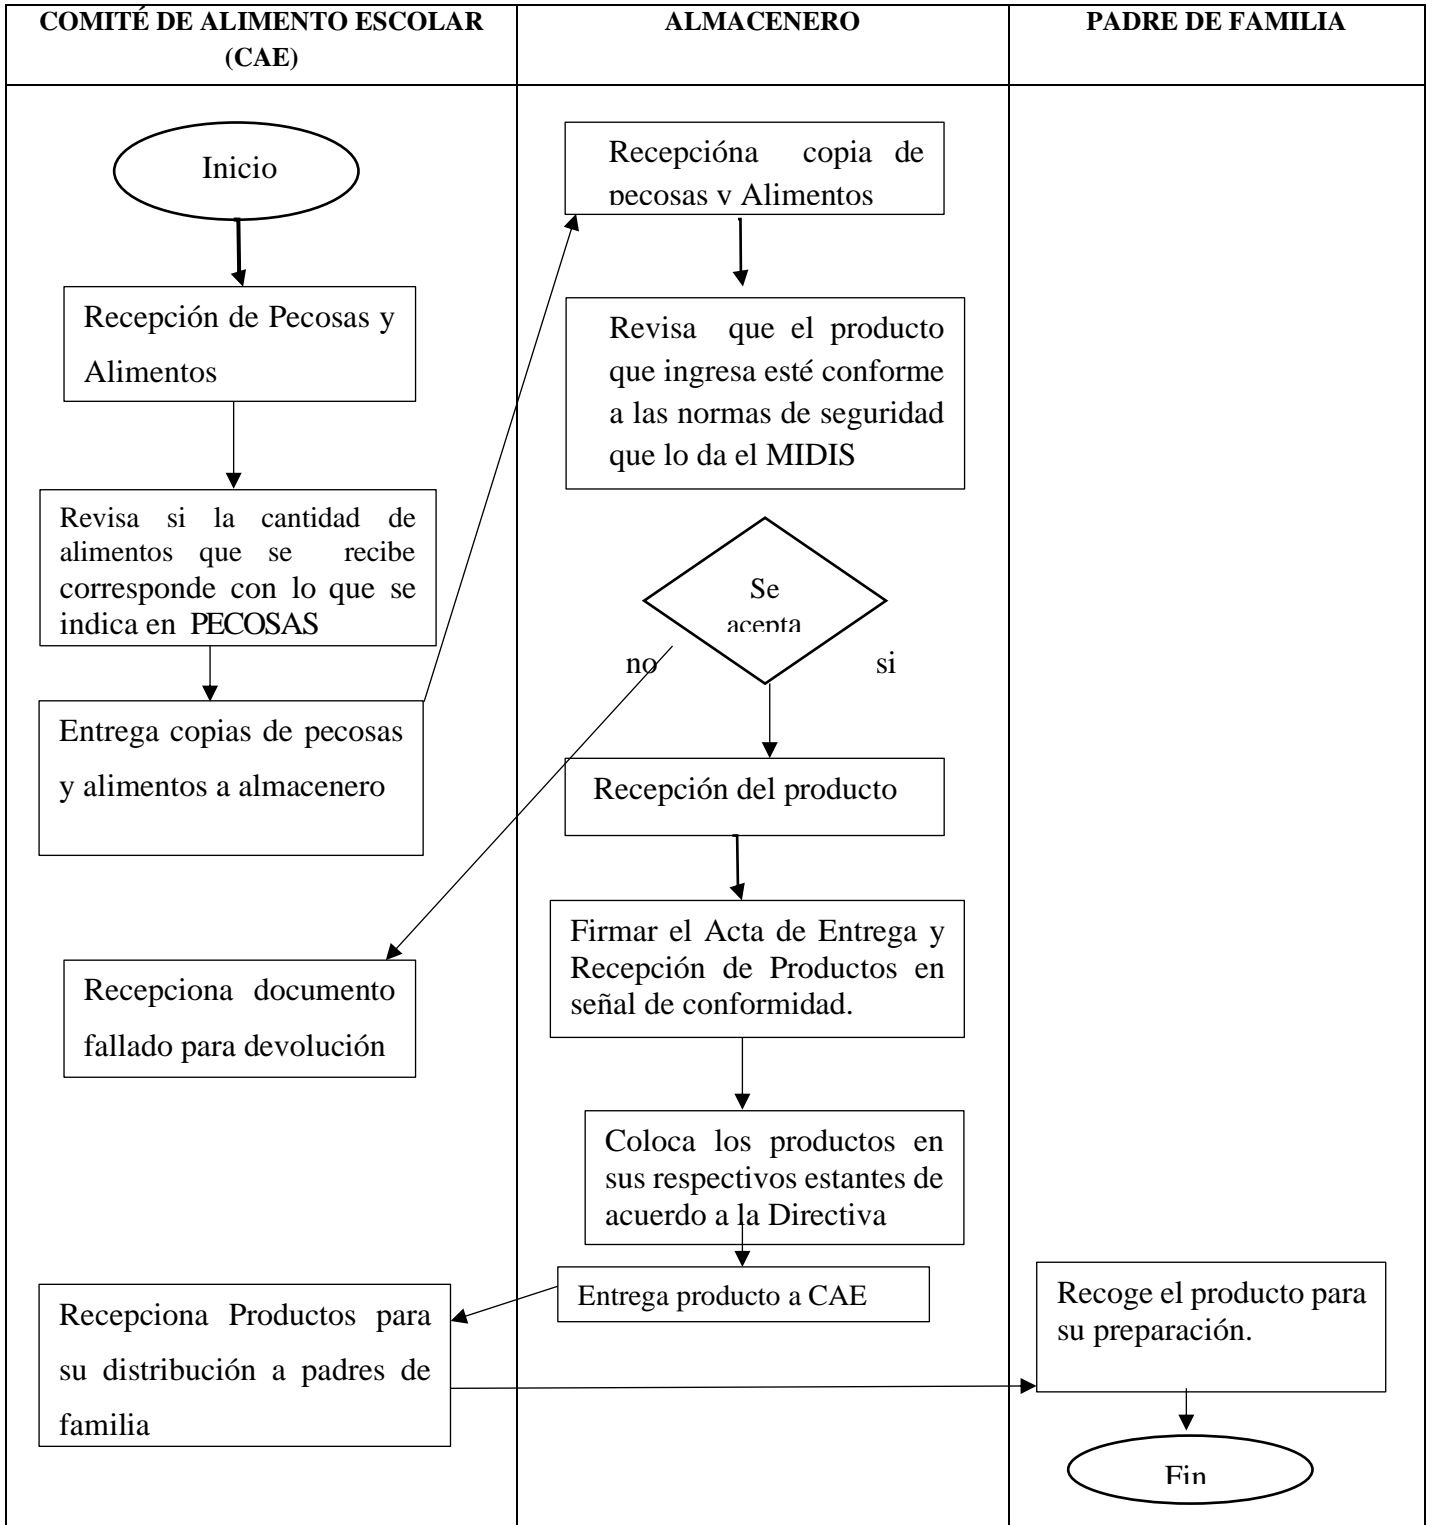 COMITÉ DE ALIMENTO ESCOLAR
(CAE)
ALMACENERO
PADRE DE FAMILIA
Inicio
Recepción de Pecosas y
Alimentos
Revisa si la cantidad de
alimentos que se recibe
corresponde con lo que se
indica en PECOSAS
Entrega copias de pecosas
y alimentos a almacenero
Recepcióna copia de
pecosas y Alimentos
Revisa que el producto
que ingresa esté conforme
a las normas de seguridad
que lo da el MIDIS
Se
acepta
no
si
Recepción del producto
Firmar el Acta de Entrega y
Recepción de Productos en
señal de conformidad.
Recepciona documento
fallado para devolución
Coloca los productos en
sus respectivos estantes de
acuerdo a la Directiva
Entrega producto a CAE
Recepciona Productos para
su distribución a padres de
familia
Recoge el producto para
su preparación.
Fin